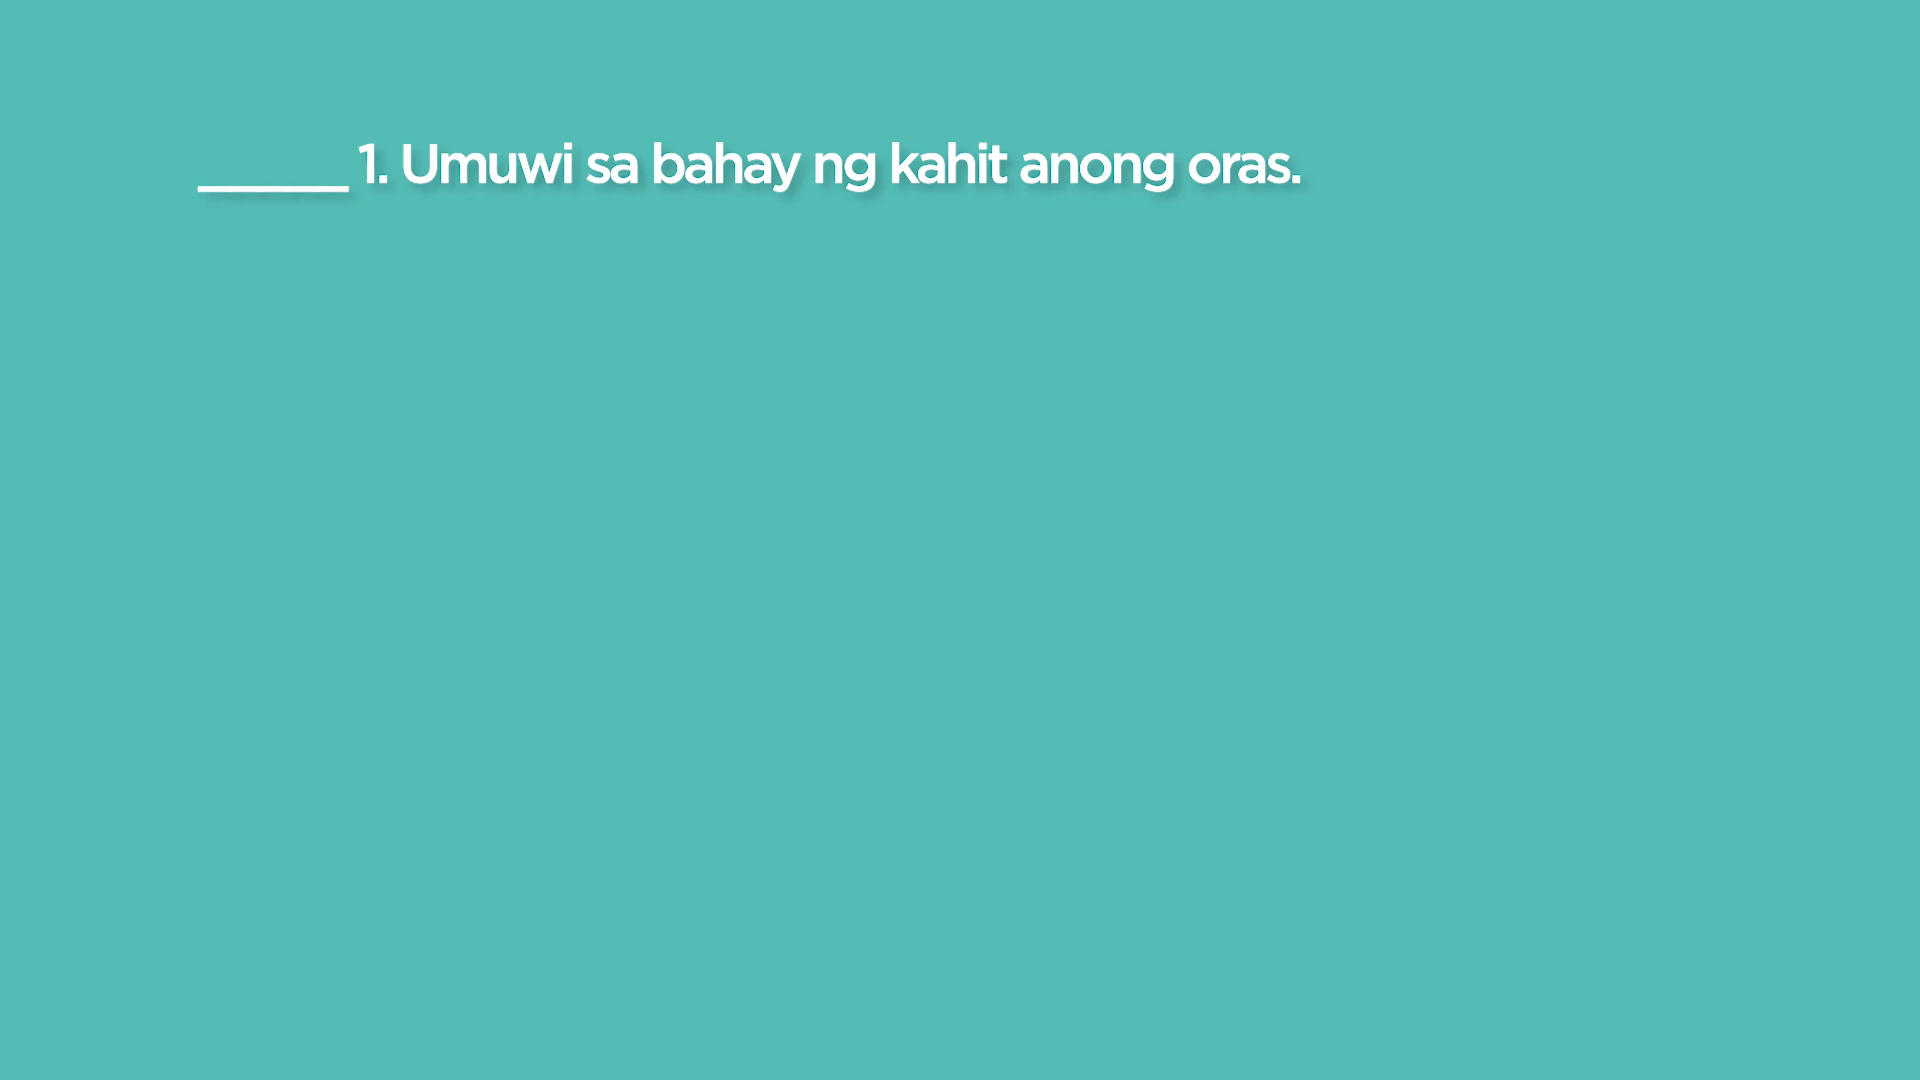 ______ 1. Umuwi sa bahay ng kahit anong oras.